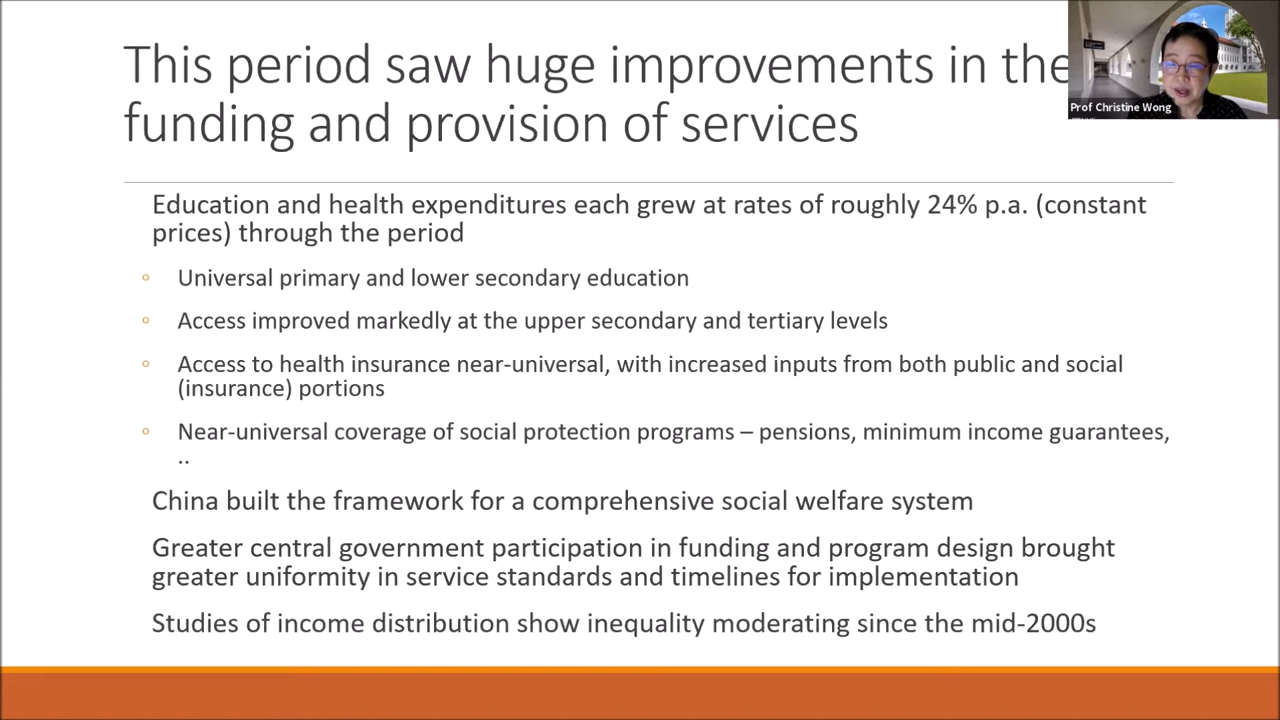 This period saw huge improvements in the
funding and provision of services
Prof Christine Wong
Education and health expenditures each grew at rates of roughly 24% p.a. (constant
prices) through the period
◦ Universal primary and lower secondary education
◦ Access improved markedly at the upper secondary and tertiary levels
◦ Access to health insurance near-universal, with increased inputs from both public and social
(insurance) portions
◦ Near-universal coverage of social protection programs – pensions, minimum income guarantees,
..
China built the framework for a comprehensive social welfare system
Greater central government participation in funding and program design brought
greater uniformity in service standards and timelines for implementation
Studies of income distribution show inequality moderating since the mid-2000s